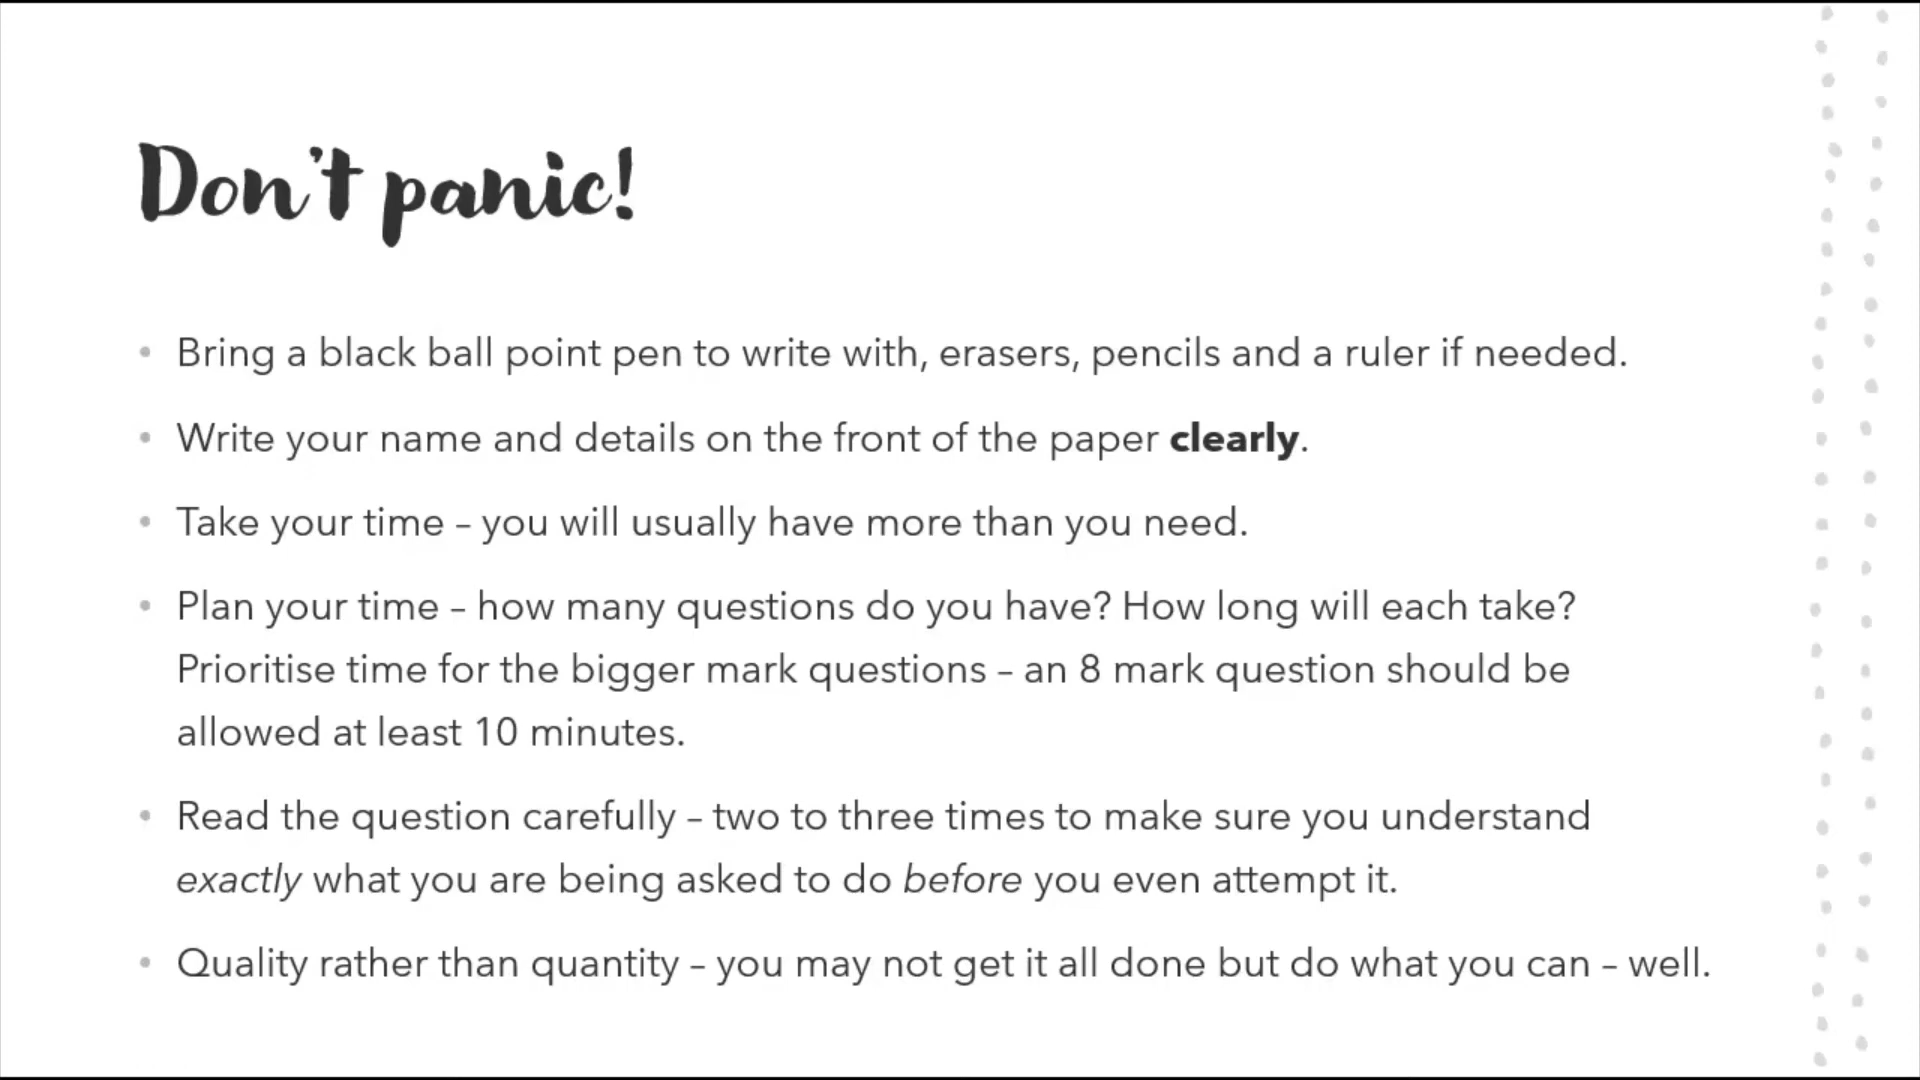 Don't panic!
• Bring a black ball point pen to write with, erasers, pencils and a ruler if needed.
• Write your name and details on the front of the paper clearly.
• Take your time – you will usually have more than you need.
• Plan your time – how many questions do you have? How long will each take?
Prioritise time for the bigger mark questions – an 8 mark question should be
allowed at least 10 minutes.
• Read the question carefully – two to three times to make sure you understand
exactly what you are being asked to do before you even attempt it.
• Quality rather than quantity – you may not get it all done but do what you can – well.